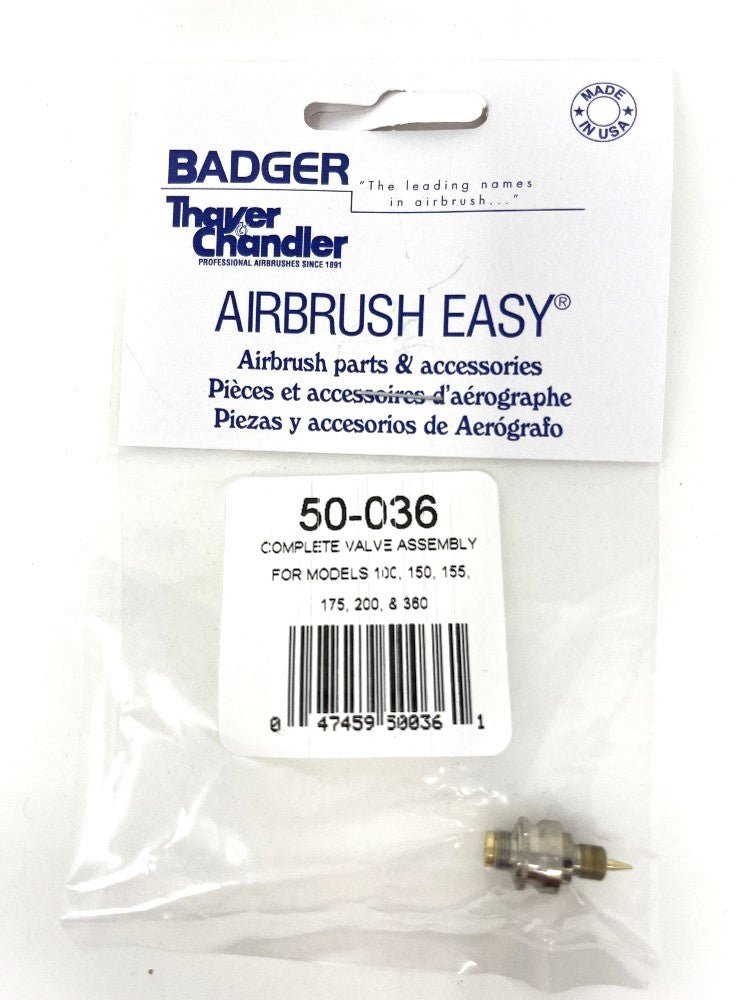 MADE IN USA
BADGER
"The leading names
in airbrush..."
Thayer &
Chandler
PROFESSIONAL AIRBRUSHES SINCE 1891
AIRBRUSH EASY®
Airbrush parts & accessories
Pièces et accessoires d'aérographe
Piezas y accesorios de Aerógrafo
50-036
COMPLETE VALVE ASSEMBLY
FOR MODELS 100, 150, 155,
175, 200, & 360
0 47459 50036 1